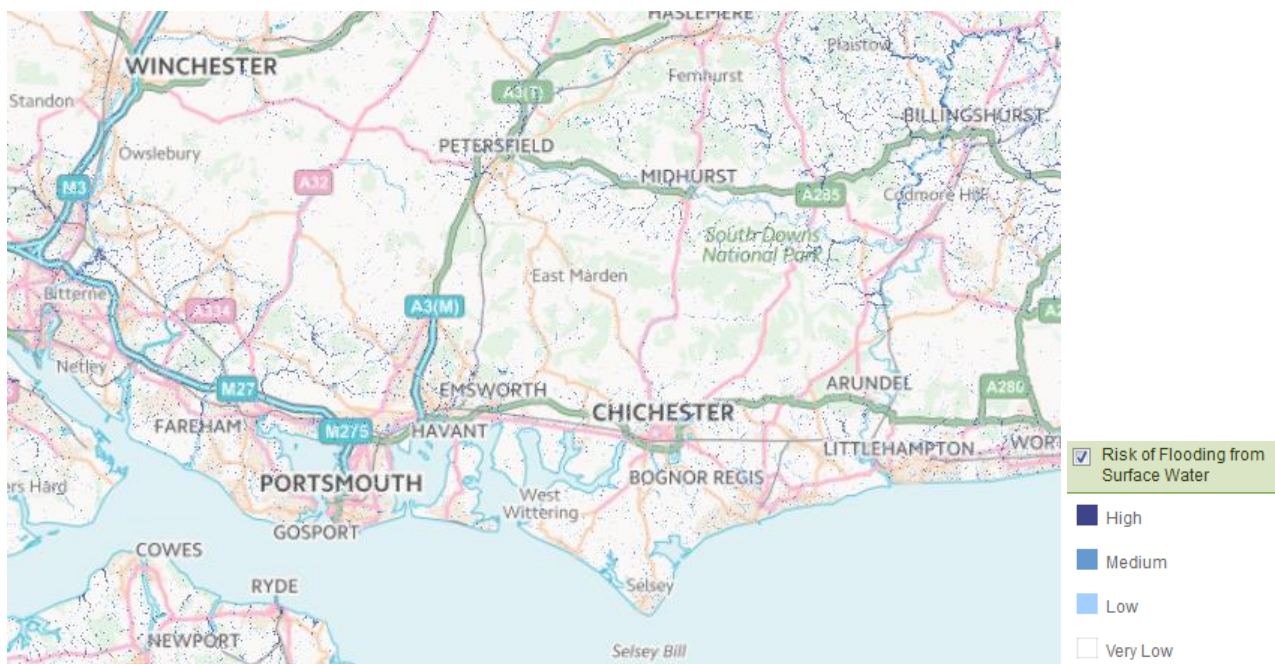 HASLEMERE
Plaistow
WINCHESTER
Fernhurst
A3(T)
Standon
BILLINGSHURST
PETERSFIELD
Owslebury
MIDHURST
M3
A32
A285
Codmore Hill
South Downs
National Park
East Marden
Bitterne
A334
A3(M)
Netley
M27
EMSWORTH
ARUNDEL
A280
CHICHESTER
FAREHAM
M275
HAVANT
LITTLEHAMPTON
WORT
Risk of Flooding from
Surface Water
BOGNOR REGIS
PORTSMOUTH
West
Wittering
ers Hard
High
GOSPORT
COWES
Medium
RYDE
Selsey
Low
NEWPORT
Selsey Bill
Very Low